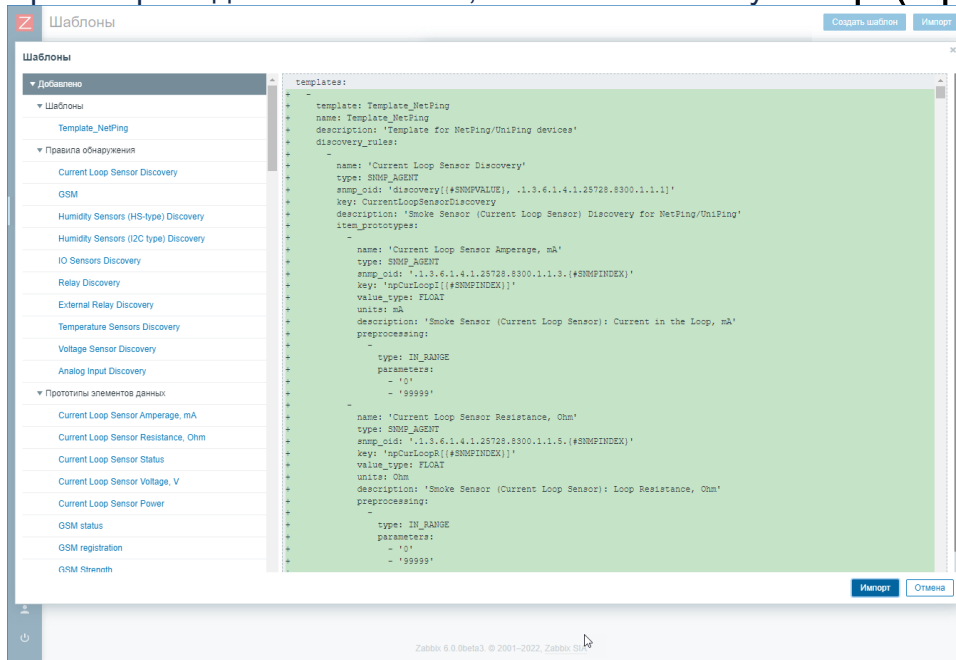 Z
Шаблоны
Создать шаблон
Импорт
Шаблоны
×
▾ Добавлено
▾ Шаблоны
Template_NetPing
▾ Правила обнаружения
Current Loop Sensor Discovery
GSM
Humidity Sensors (HS-type) Discovery
Humidity Sensors (I2C type) Discovery
IO Sensors Discovery
Relay Discovery
External Relay Discovery
Temperature Sensors Discovery
Voltage Sensor Discovery
Analog Input Discovery
▾ Прототипы элементов данных
Current Loop Sensor Amperage, mA
Current Loop Sensor Resistance, Ohm
Current Loop Sensor Status
Current Loop Sensor Voltage, V
Current Loop Sensor Power
GSM status
GSM registration
GSM Strength
templates:
+ -
+ template: Template_NetPing
+ name: Template_NetPing
+ description: 'Template for NetPing/UniPing devices'
+ discovery_rules:
+ -
+ name: 'Current Loop Sensor Discovery'
+ type: SNMP_AGENT
+ snmp_oid: 'discovery[{#SNMPVALUE}, .1.3.6.1.4.1.25728.8300.1.1.1]'
+ key: CurrentLoopSensorDiscovery
+ description: 'Smoke Sensor (Current Loop Sensor) Discovery for NetPing/UniPing'
+ item_prototypes:
+ -
+ name: 'Current Loop Sensor Amperage, mA'
+ type: SNMP_AGENT
+ snmp_oid: '.1.3.6.1.4.1.25728.8300.1.1.3.{#SNMPINDEX}'
+ key: 'npCurLoopI[{#SNMPINDEX}]'
+ value_type: FLOAT
+ units: mA
+ description: 'Smoke Sensor (Current Loop Sensor): Current in the Loop, mA'
+ preprocessing:
+ -
+ type: IN_RANGE
+ parameters:
+ - '0'
+ - '99999'
+ -
+ name: 'Current Loop Sensor Resistance, Ohm'
+ type: SNMP_AGENT
+ snmp_oid: '.1.3.6.1.4.1.25728.8300.1.1.5.{#SNMPINDEX}'
+ key: 'npCurLoopR[{#SNMPINDEX}]'
+ value_type: FLOAT
+ units: Ohm
+ description: 'Smoke Sensor (Current Loop Sensor): Loop Resistance, Ohm'
+ preprocessing:
+ -
+ type: IN_RANGE
+ parameters:
+ - '0'
+ - '99999'
Импорт
Отмена
Zabbix 6.0.0beta3. © 2001–2022, Zabbix SIA